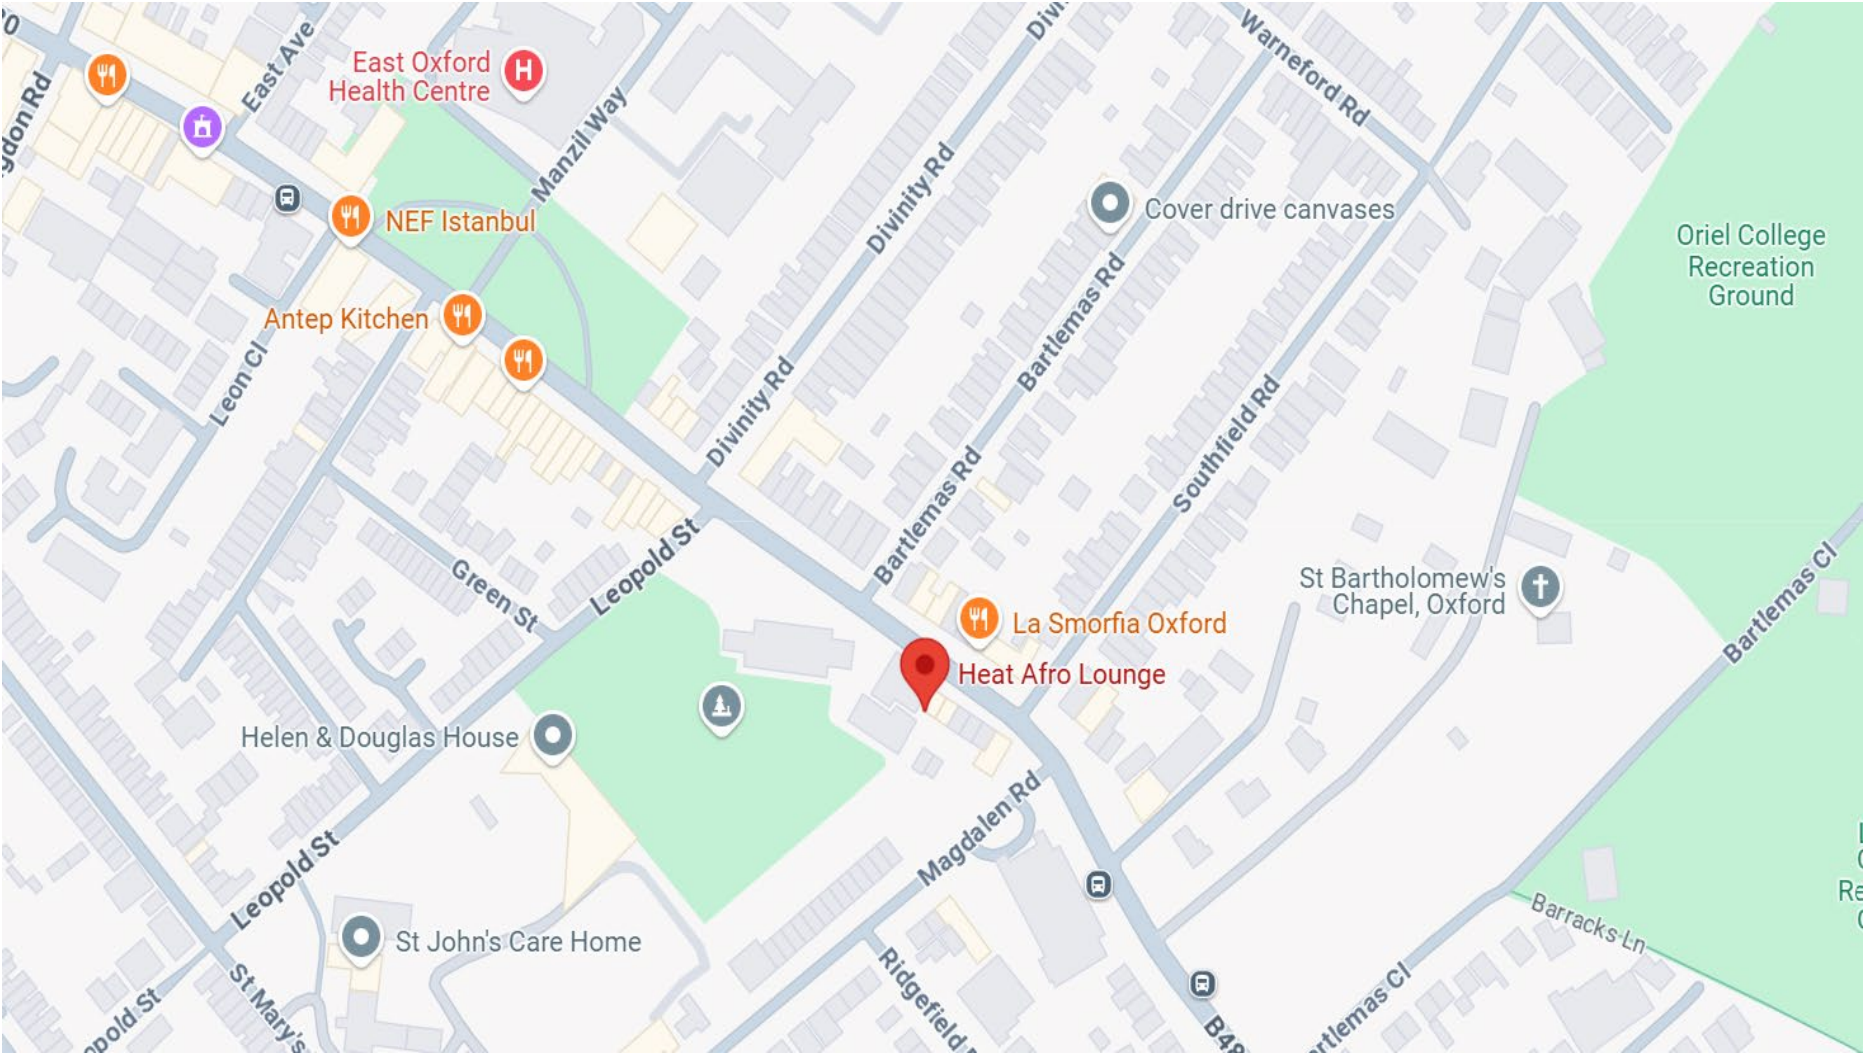 East Ave
East Oxford
Health Centre
Manzil Way
Divinity Rd
Warneford Rd
NEF Istanbul
Cover drive canvases
Divinity Rd
Oriel College
Recreation
Ground
Antep Kitchen
Bartlemas Rd
Leon Cl
Divinity Rd
Southfield Rd
Bartlemas Rd
Leopold St
Green St
St Bartholomew's
Chapel, Oxford
Bartlemas Cl
La Smorfia Oxford
Heat Afro Lounge
Helen & Douglas House
Magdalen Rd
Leopold St
Barracks Ln
St John's Care Home
St Mary's
Ridgefield